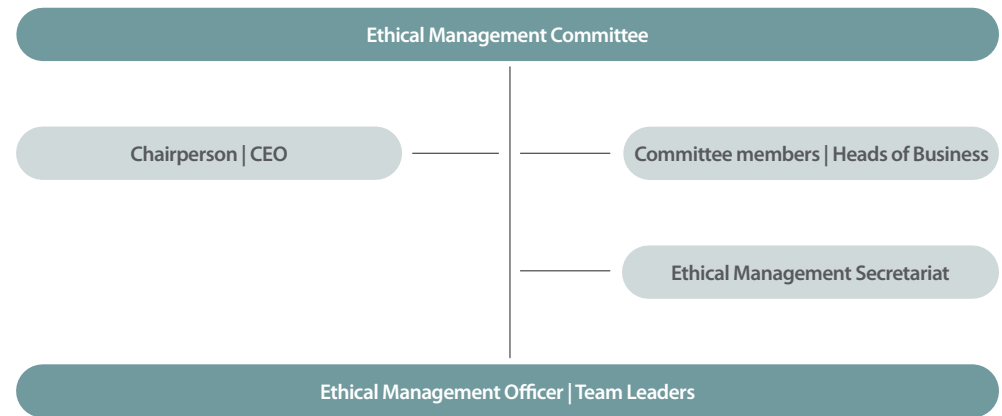 Ethical Management Committee
Chairperson | CEO
Committee members | Heads of Business
Ethical Management Secretariat
Ethical Management Officer | Team Leaders